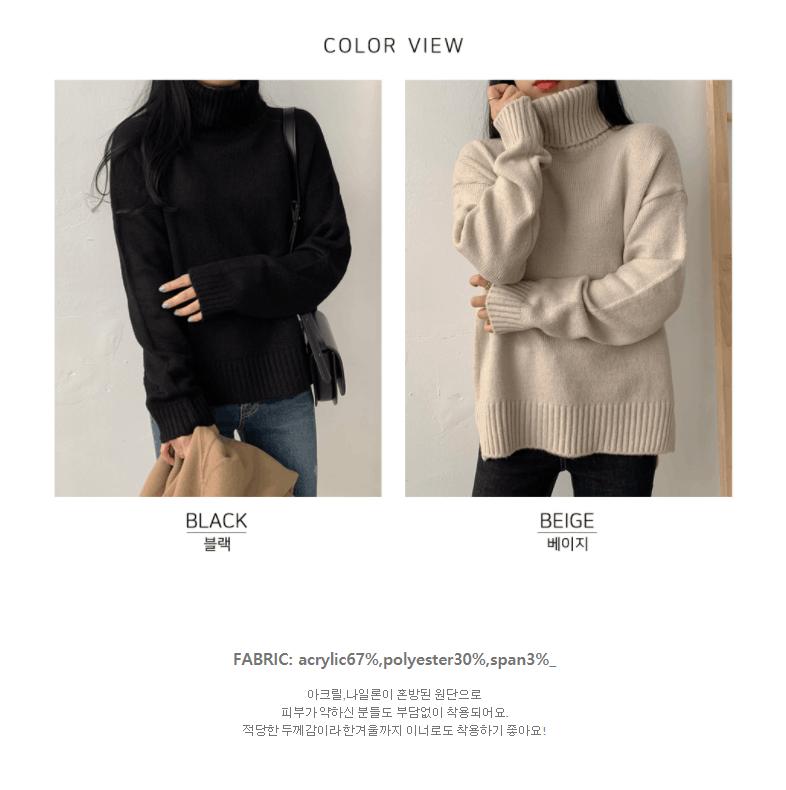 COLOR VIEW
BLACK
블랙
BEIGE
베이지
FABRIC: acrylic67%,polyester30%,span3%_
아크릴,나일론이 혼방된 원단으로
피부가 약하신 분들도 부담없이 착용되어요.
적당한 두께감이라 한겨울까지 이너로도 착용하기 좋아요!